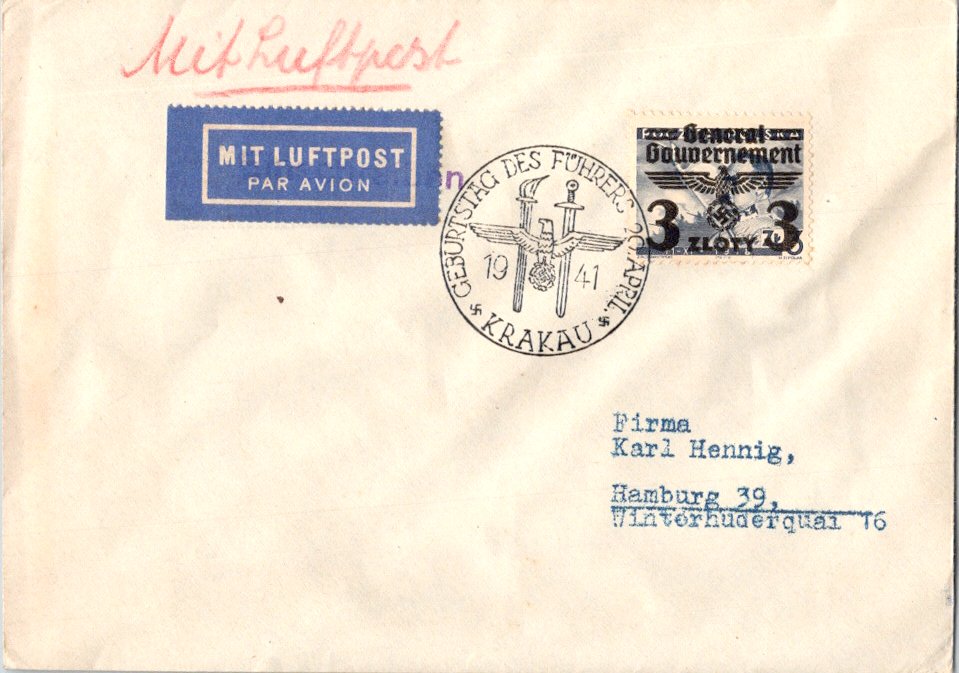 Mit Luftpost
MIT LUFTPOST
PAR AVION
General
Gouvernement
3 3
ZŁOTY
GEBURTSTAG DES FÜHRERS 20. APRIL.
19 41
KRAKAU
Firma
Karl Hennig,
Hamburg 39,
Winterhuderquai 16